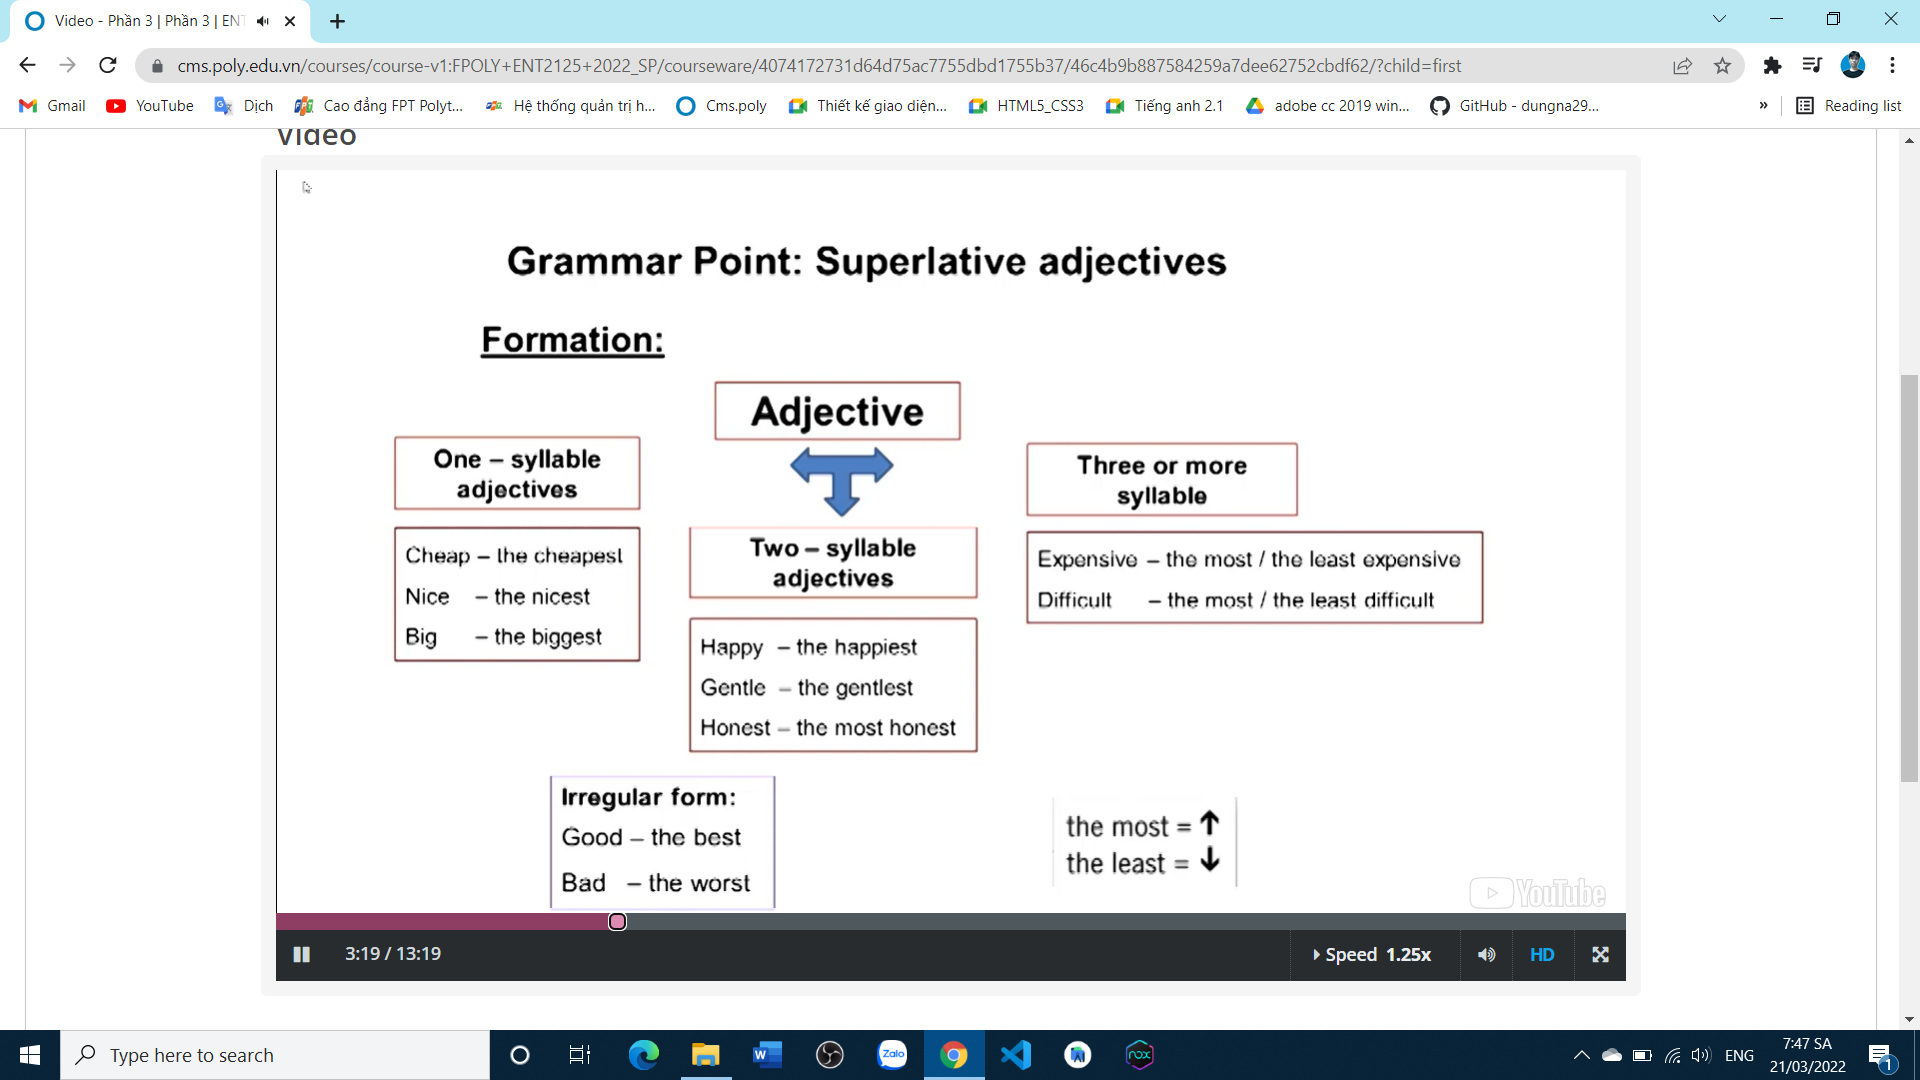 Video - Phần 3 | Phần 3 | ENT
cms.poly.edu.vn/courses/course-v1:FPOLY+ENT2125+2022_SP/courseware/4074172731d64d75ac7755dbd1755b37/46c4b9b887584259a7dee62752cbdf62/?child=first
Gmail YouTube Dịch Cao đẳng FPT Polyt... Hệ thống quản trị h... Cms.poly Thiết kế giao diện... HTML5_CSS3 Tiếng anh 2.1 adobe cc 2019 win... GitHub - dungna29... » Reading list
Video
Grammar Point: Superlative adjectives
Formation:
Adjective
One – syllable
adjectives
Cheap – the cheapest
Nice – the nicest
Big – the biggest
Two – syllable
adjectives
Happy – the happiest
Gentle – the gentlest
Honest – the most honest
Three or more
syllable
Expensive – the most / the least expensive
Difficult – the most / the least difficult
Irregular form:
Good – the best
Bad – the worst
the most = ↑
the least = ↓
YouTube
3:19 / 13:19
Speed 1.25x
HD
Type here to search
Zalo
nox
ENG
7:47 SA
21/03/2022
1